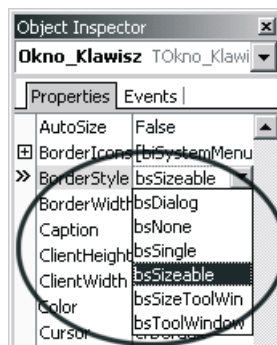 Object Inspector
Okno_Klawisz TOkno_Klawi
Properties Events
AutoSize False
BorderIcons [biSystemMenu
BorderStyle bsSizeable
BorderWidth bsDialog
bsNone
Caption
bsSingle
ClientHeight
bsSizeable
ClientWidth
bsSizeToolWin
Color
bsToolWindow
Cursor crDefault